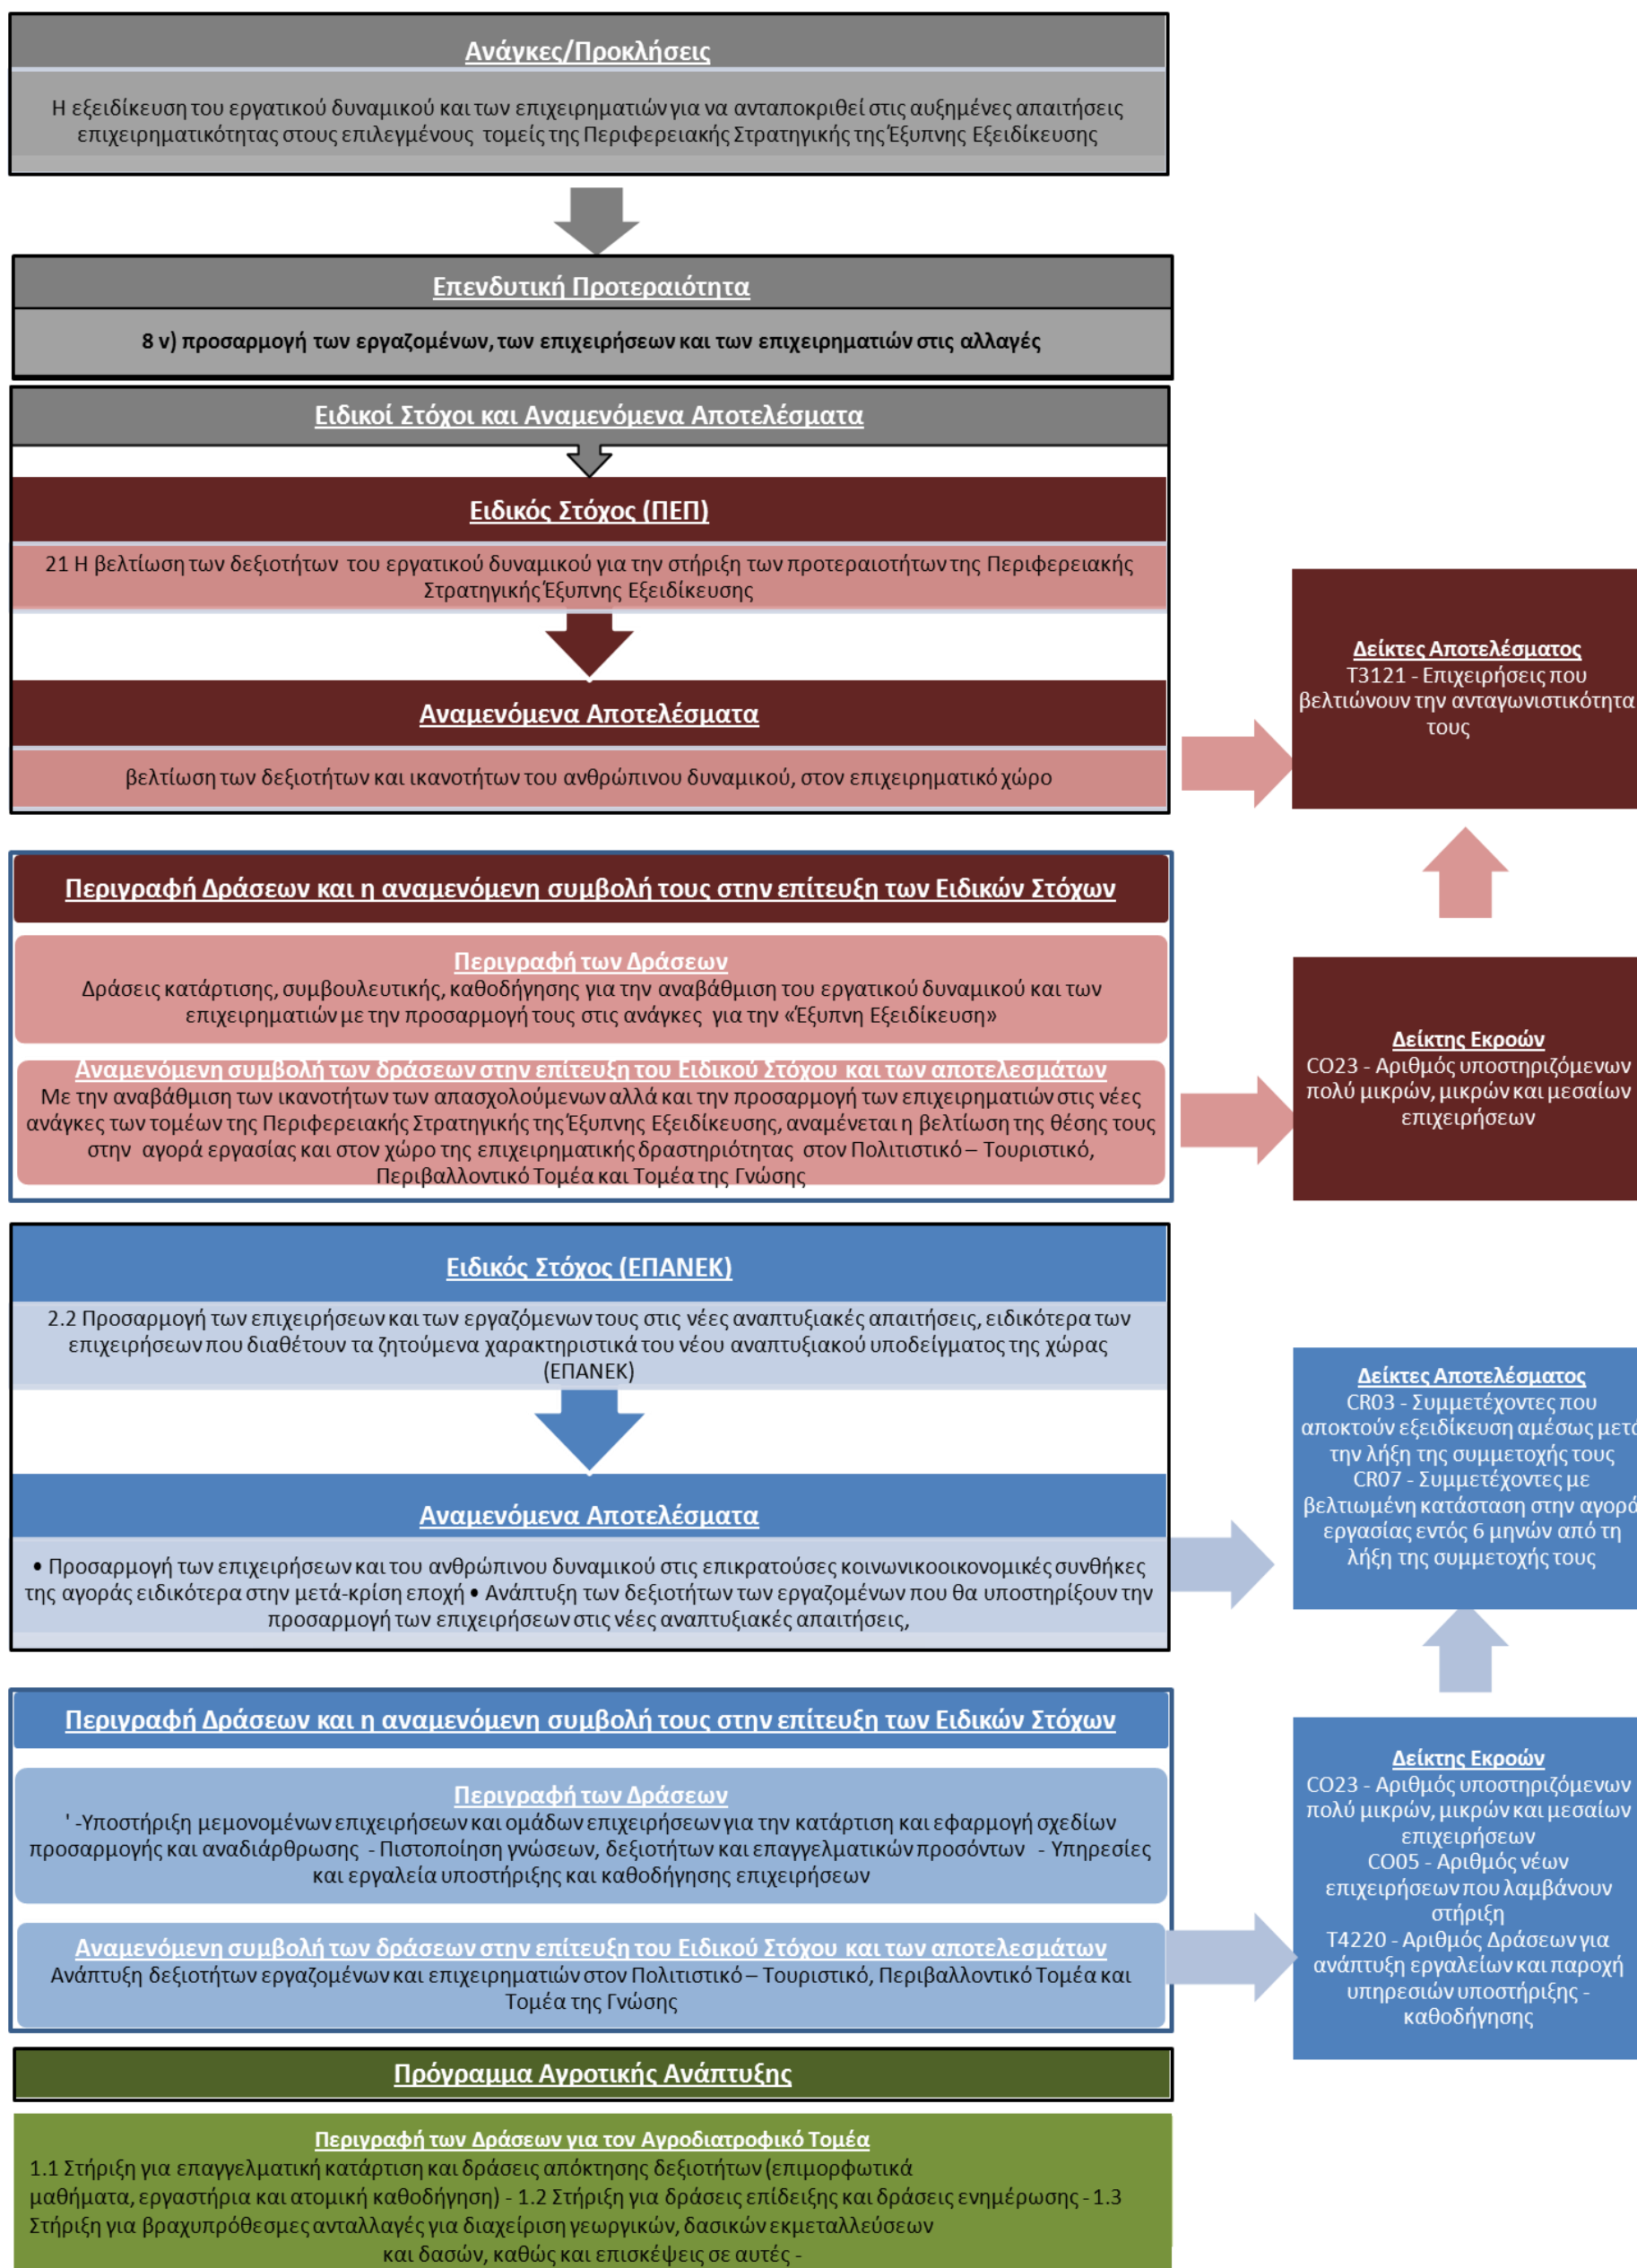 Ανάγκες/Προκλήσεις
Η εξειδίκευση του εργατικού δυναμικού και των επιχειρηματιών για να ανταποκριθεί στις αυξημένες απαιτήσεις
επιχειρηματικότητας στους επιλεγμένους τομείς της Περιφερειακής Στρατηγικής της Έξυπνης Εξειδίκευσης
Επενδυτική Προτεραιότητα
8 v) προσαρμογή των εργαζομένων, των επιχειρήσεων και των επιχειρηματιών στις αλλαγές
Ειδικοί Στόχοι και Αναμενόμενα Αποτελέσματα
Ειδικός Στόχος (ΠΕΠ)
21 Η βελτίωση των δεξιοτήτων του εργατικού δυναμικού για την στήριξη των προτεραιοτήτων της Περιφερειακής
Στρατηγικής Έξυπνης Εξειδίκευσης
Αναμενόμενα Αποτελέσματα
βελτίωση των δεξιοτήτων και ικανοτήτων του ανθρώπινου δυναμικού, στον επιχειρηματικό χώρο
Δείκτες Αποτελέσματος
Τ3121 - Επιχειρήσεις που
βελτιώνουν την ανταγωνιστικότητα
τους
Περιγραφή Δράσεων και η αναμενόμενη συμβολή τους στην επίτευξη των Ειδικών Στόχων
Περιγραφή των Δράσεων
Δράσεις κατάρτισης, συμβουλευτικής, καθοδήγησης για την αναβάθμιση του εργατικού δυναμικού και των
επιχειρηματιών με την προσαρμογή τους στις ανάγκες για την «Έξυπνη Εξειδίκευση»
Αναμενόμενη συμβολή των δράσεων στην επίτευξη του Ειδικού Στόχου και των αποτελεσμάτων
Με την αναβάθμιση των ικανοτήτων των απασχολούμενων αλλά και την προσαρμογή των επιχειρηματιών στις νέες
ανάγκες των τομέων της Περιφερειακής Στρατηγικής της Έξυπνης Εξειδίκευσης, αναμένεται η βελτίωση της θέσης τους
στην αγορά εργασίας και στον χώρο της επιχειρηματικής δραστηριότητας στον Πολιτιστικό – Τουριστικό,
Περιβαλλοντικό Τομέα και Τομέα της Γνώσης
Δείκτης Εκροών
CO23 - Αριθμός υποστηριζόμενων
πολύ μικρών, μικρών και μεσαίων
επιχειρήσεων
Ειδικός Στόχος (ΕΠΑΝΕΚ)
2.2 Προσαρμογή των επιχειρήσεων και των εργαζόμενων τους στις νέες αναπτυξιακές απαιτήσεις, ειδικότερα των
επιχειρήσεων που διαθέτουν τα ζητούμενα χαρακτηριστικά του νέου αναπτυξιακού υποδείγματος της χώρας
(ΕΠΑΝΕΚ)
Αναμενόμενα Αποτελέσματα
• Προσαρμογή των επιχειρήσεων και του ανθρώπινου δυναμικού στις επικρατούσες κοινωνικοοικονομικές συνθήκες
της αγοράς ειδικότερα στην μετά-κρίση εποχή • Ανάπτυξη των δεξιοτήτων των εργαζομένων που θα υποστηρίξουν την
προσαρμογή των επιχειρήσεων στις νέες αναπτυξιακές απαιτήσεις,
Δείκτες Αποτελέσματος
CR03 - Συμμετέχοντες που
αποκτούν εξειδίκευση αμέσως μετά
την λήξη της συμμετοχής τους
CR07 - Συμμετέχοντες με
βελτιωμένη κατάσταση στην αγορά
εργασίας εντός 6 μηνών από τη
λήξη της συμμετοχής τους
Περιγραφή Δράσεων και η αναμενόμενη συμβολή τους στην επίτευξη των Ειδικών Στόχων
Περιγραφή των Δράσεων
' -Υποστήριξη μεμονομένων επιχειρήσεων και ομάδων επιχειρήσεων για την κατάρτιση και εφαρμογή σχεδίων
προσαρμογής και αναδιάρθρωσης - Πιστοποίηση γνώσεων, δεξιοτήτων και επαγγελματικών προσόντων - Υπηρεσίες
και εργαλεία υποστήριξης και καθοδήγησης επιχειρήσεων
Αναμενόμενη συμβολή των δράσεων στην επίτευξη του Ειδικού Στόχου και των αποτελεσμάτων
Ανάπτυξη δεξιοτήτων εργαζομένων και επιχειρηματιών στον Πολιτιστικό – Τουριστικό, Περιβαλλοντικό Τομέα και
Τομέα της Γνώσης
Δείκτης Εκροών
CO23 - Αριθμός υποστηριζόμενων
πολύ μικρών, μικρών και μεσαίων
επιχειρήσεων
CO05 - Αριθμός νέων
επιχειρήσεων που λαμβάνουν
στήριξη
Τ4220 - Αριθμός Δράσεων για
ανάπτυξη εργαλείων και παροχή
υπηρεσιών υποστήριξης -
καθοδήγησης
Πρόγραμμα Αγροτικής Ανάπτυξης
Περιγραφή των Δράσεων για τον Αγροδιατροφικό Τομέα
1.1 Στήριξη για επαγγελματική κατάρτιση και δράσεις απόκτησης δεξιοτήτων (επιμορφωτικά
μαθήματα, εργαστήρια και ατομική καθοδήγηση) - 1.2 Στήριξη για δράσεις επίδειξης και δράσεις ενημέρωσης - 1.3
Στήριξη για βραχυπρόθεσμες ανταλλαγές για διαχείριση γεωργικών, δασικών εκμεταλλεύσεων
και δασών, καθώς και επισκέψεις σε αυτές -